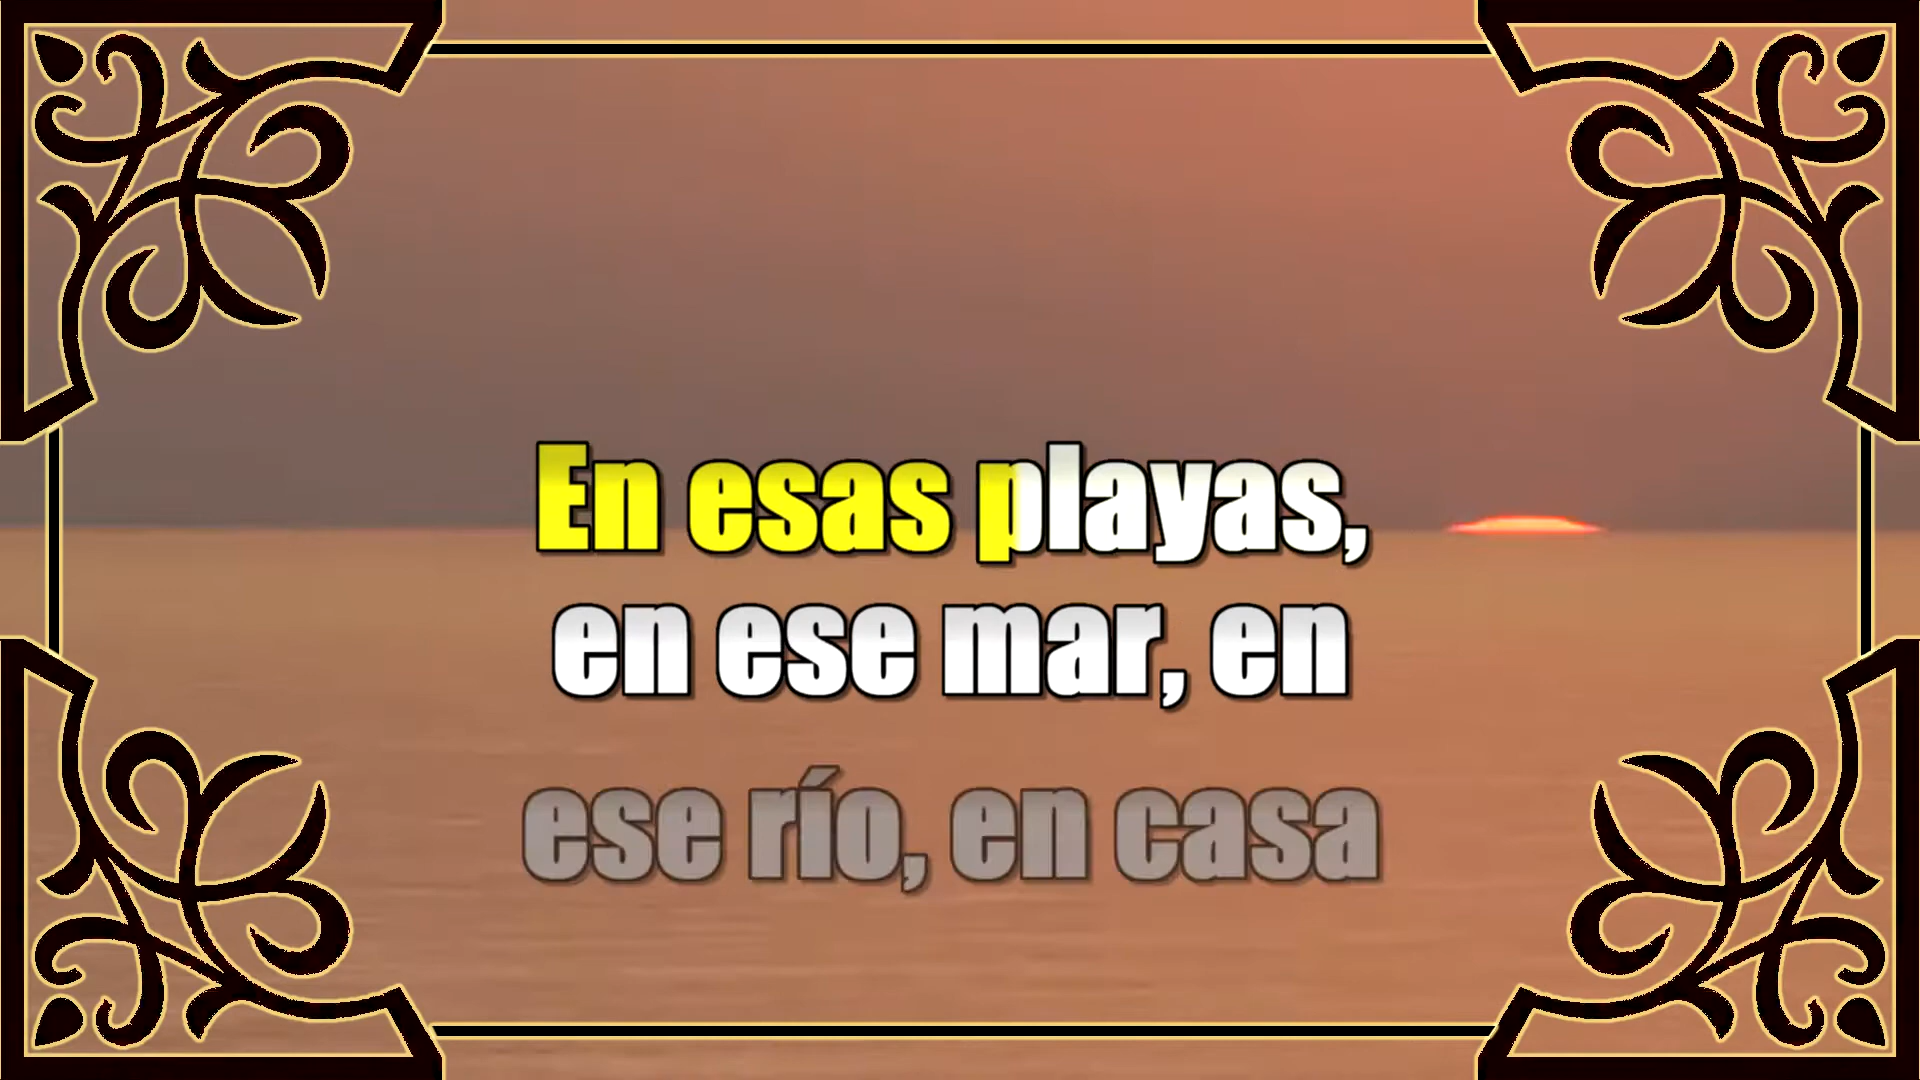 En esas playas,
en ese mar, en
ese río, en casa